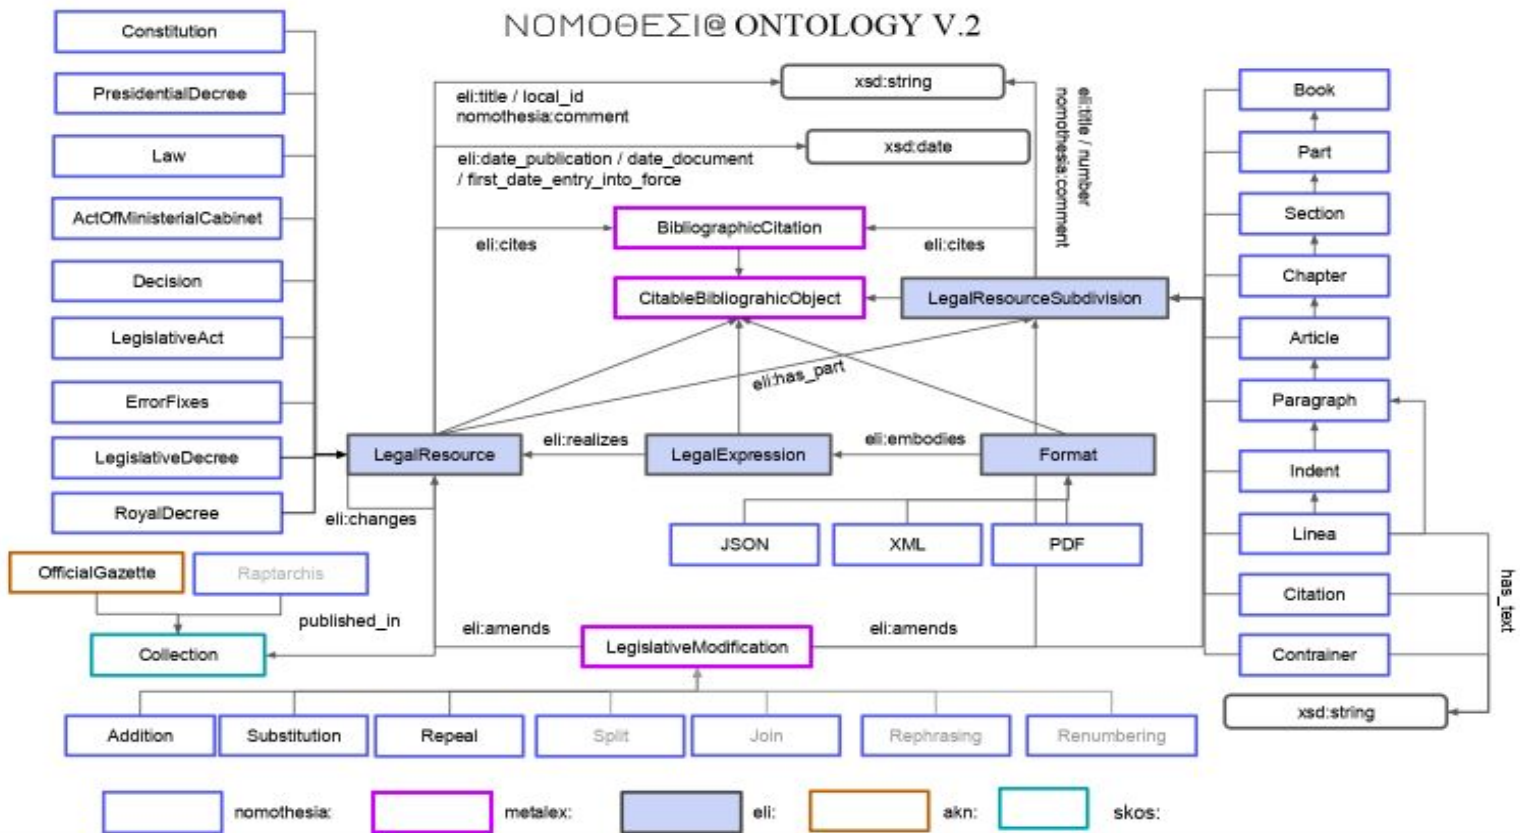 ΝΟΜΟΘΕΣΙ@ ONTOLOGY V.2
Constitution
PresidentialDecree
Law
ActOfMinisterialCabinet
Decision
LegislativeAct
ErrorFixes
LegislativeDecree
RoyalDecree
OfficialGazette
Raptarchis
Collection
published_in
xsd:string
eli:title / local_id
nomothesia:comment
xsd:date
eli:date_publication / date_document
/ first_date_entry_into_force
eli:title / number
nomothesia:comment
BibliographicCitation
eli:cites
eli:cites
CitableBibliograhicObject
LegalResourceSubdivision
eli:has_part
LegalResource
eli:realizes
LegalExpression
eli:embodies
Format
eli:changes
JSON
XML
PDF
eli:amends
LegislativeModification
eli:amends
Book
Part
Section
Chapter
Article
Paragraph
Indent
Linea
Citation
Contrainer
has_text
xsd:string
Addition
Substitution
Repeal
Split
Join
Rephrasing
Renumbering
nomothesia:
metalex:
eli:
akn:
skos: